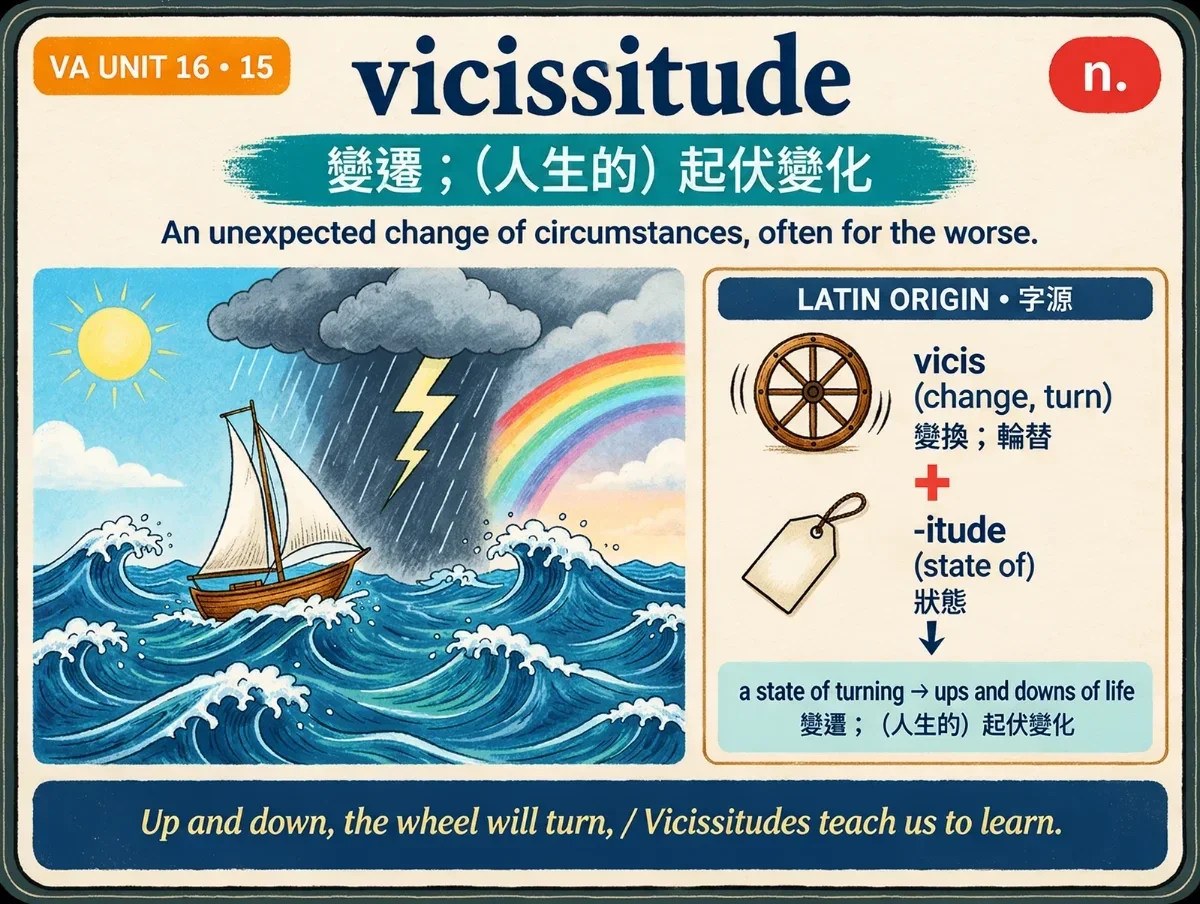 VA UNIT 16 • 15
vicissitude
n.
變遷；（人生的）起伏變化
An unexpected change of circumstances, often for the worse.
LATIN ORIGIN • 字源
vicis
(change, turn)
變換；輪替
+
-itude
(state of)
狀態
a state of turning → ups and downs of life
變遷；（人生的）起伏變化
Up and down, the wheel will turn, / Vicissitudes teach us to learn.